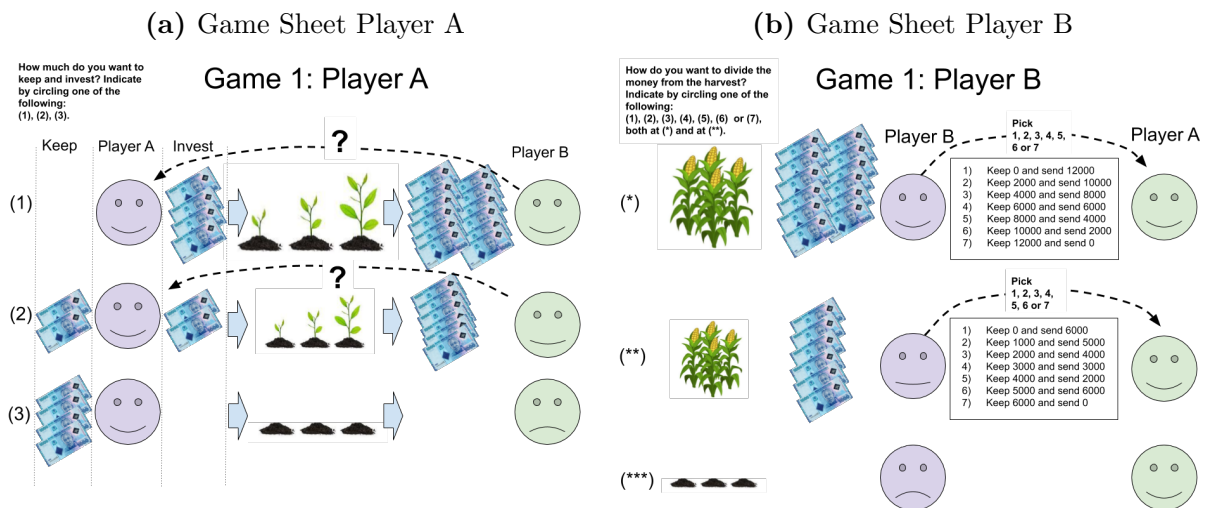 (a) Game Sheet Player A
How much do you want to
keep and invest? Indicate
by circling one of the
following:
(1), (2), (3).
Game 1: Player A
Keep
Player A
Invest
?
Player B
(1)
?
(2)
(3)
(b) Game Sheet Player B
How do you want to divide the
money from the harvest?
Indicate by circling one of the
following:
(1), (2), (3), (4), (5), (6) or (7),
both at (*) and at (**).
Game 1: Player B
Player B
Pick
1, 2, 3, 4, 5,
6 or 7
Player A
(*)
1) Keep 0 and send 12000
2) Keep 2000 and send 10000
3) Keep 4000 and send 8000
4) Keep 6000 and send 6000
5) Keep 8000 and send 4000
6) Keep 10000 and send 2000
7) Keep 12000 and send 0
Pick
1, 2, 3, 4,
5, 6 or 7
(**)
1) Keep 0 and send 6000
2) Keep 1000 and send 5000
3) Keep 2000 and send 4000
4) Keep 3000 and send 3000
5) Keep 4000 and send 2000
6) Keep 5000 and send 6000
7) Keep 6000 and send 0
(***)